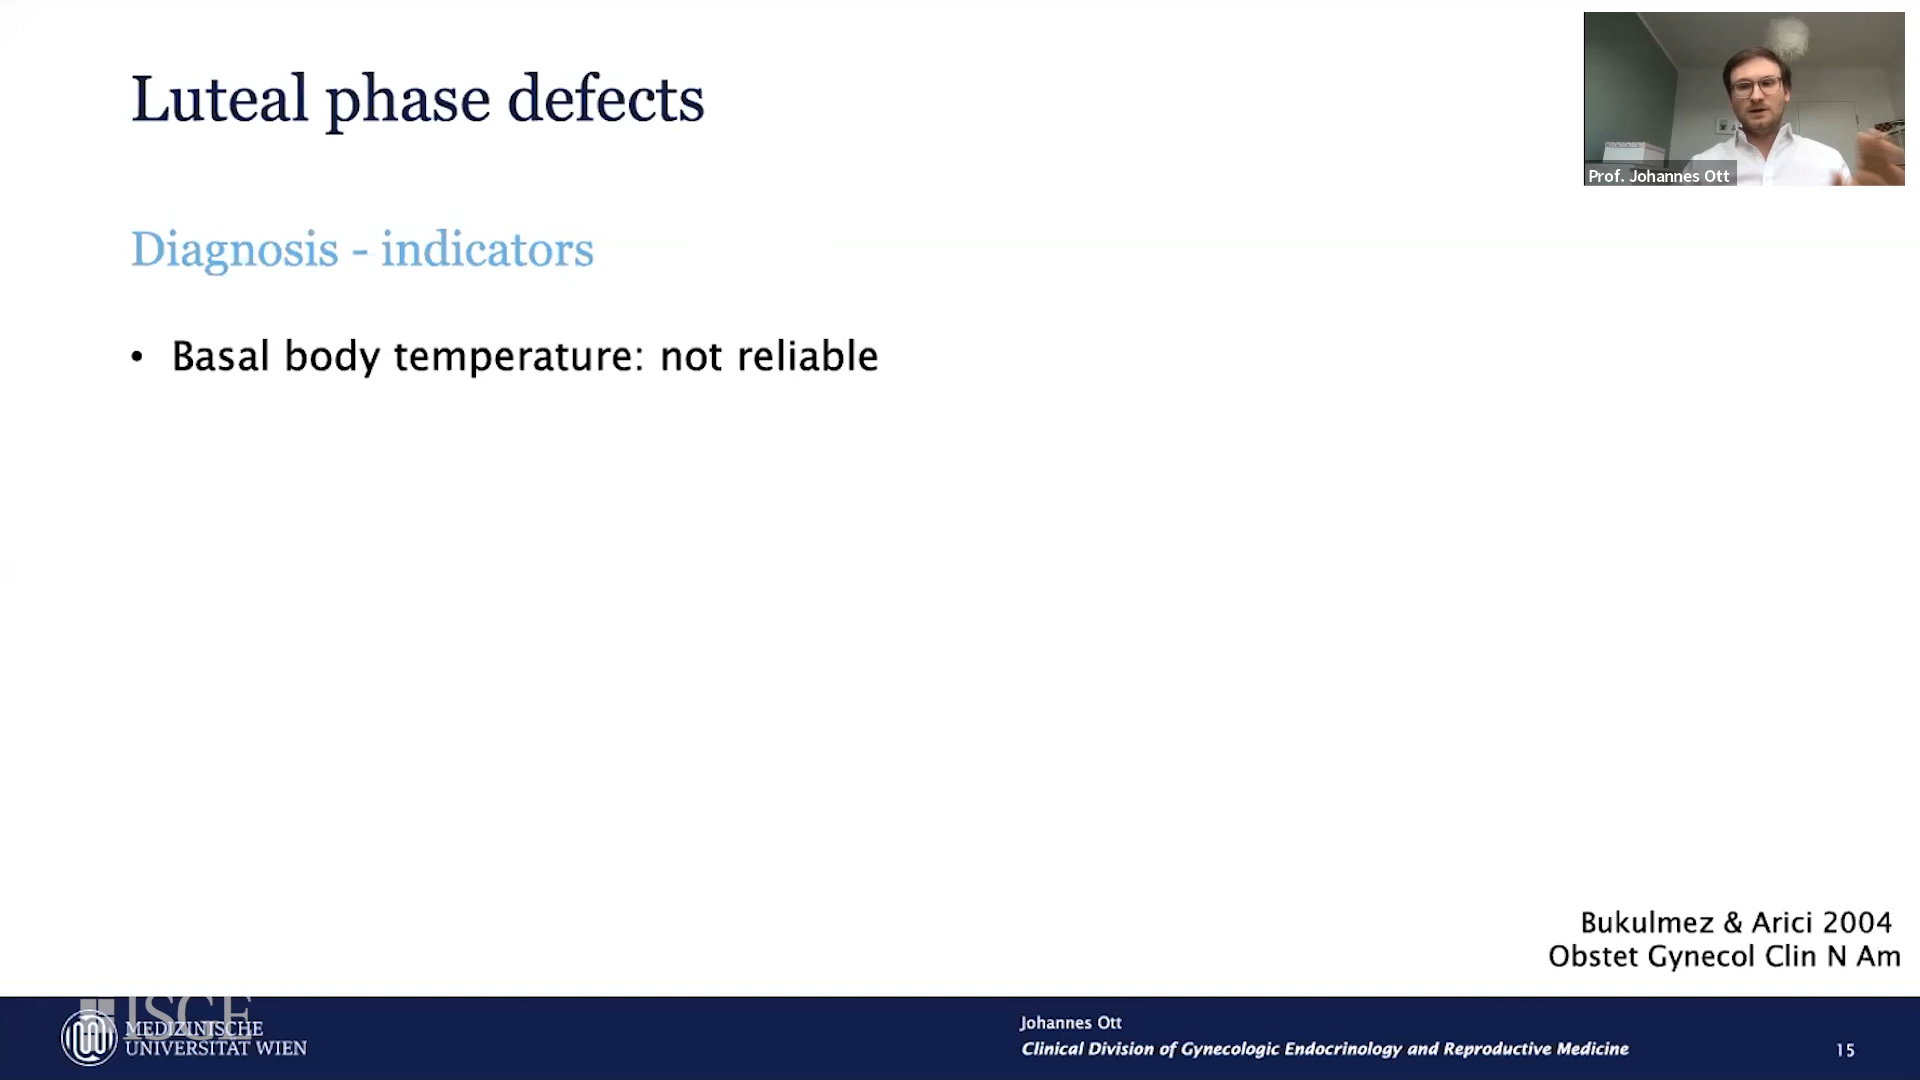 Luteal phase defects
Prof. Johannes Ott
Diagnosis - indicators
• Basal body temperature: not reliable
Bukulmez & Arici 2004
Obstet Gynecol Clin N Am
ISGE
MEDIZINISCHE
UNIVERSITÄT WIEN
Johannes Ott
Clinical Division of Gynecologic Endocrinology and Reproductive Medicine
15